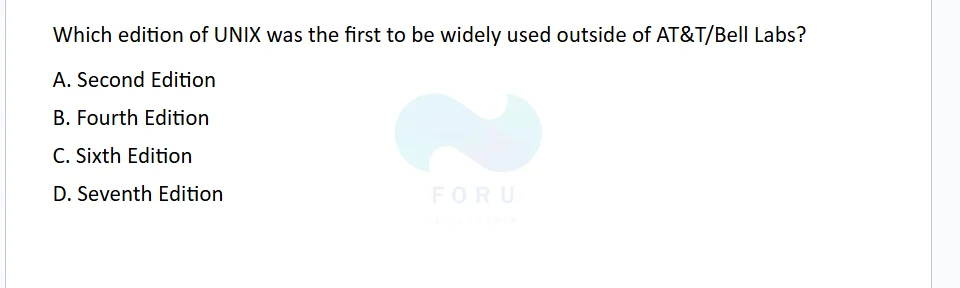 Which edition of UNIX was the first to be widely used outside of AT&T/Bell Labs?
A. Second Edition
B. Fourth Edition
C. Sixth Edition
D. Seventh Edition
FORU